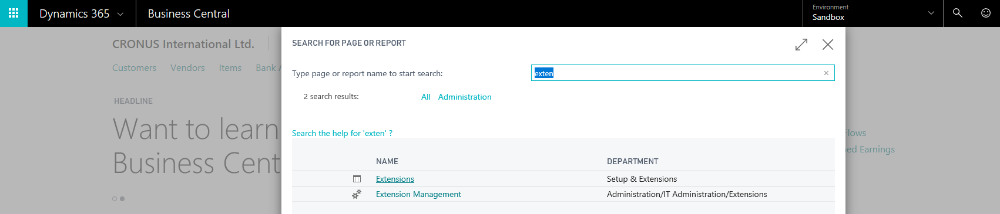 Dynamics 365
Business Central
Environment
Sandbox
CRONUS International Ltd.
Customers Vendors Items Bank A
HEADLINE
Want to learn
Business Cent
SEARCH FOR PAGE OR REPORT
Type page or report name to start search: exten
2 search results: All Administration
Search the help for 'exten' ?
NAME DEPARTMENT
Extensions Setup & Extensions
Extension Management Administration/IT Administration/Extensions
Flows
ed Earnings